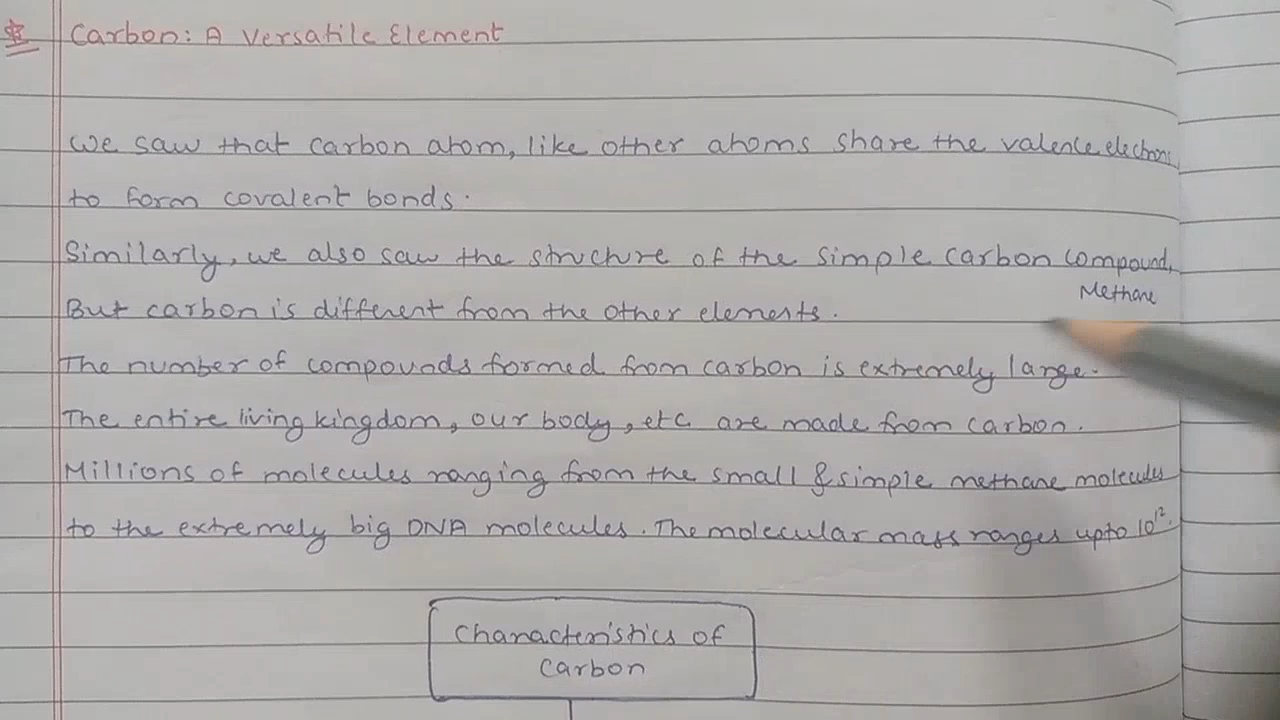 Carbon: A Versatile Element
We saw that carbon atom, like other atoms share the valence electrons
to form covalent bonds.
Similarly, we also saw the structure of the simple carbon compound,
Methane
But carbon is different from the other elements.
The number of compounds formed from carbon is extremely large.
The entire living kingdom, our body, etc are made from carbon.
Millions of molecules ranging from the small & simple methane molecules
to the extremely big DNA molecules. The molecular mass ranges upto 10¹².
Characteristics of
Carbon